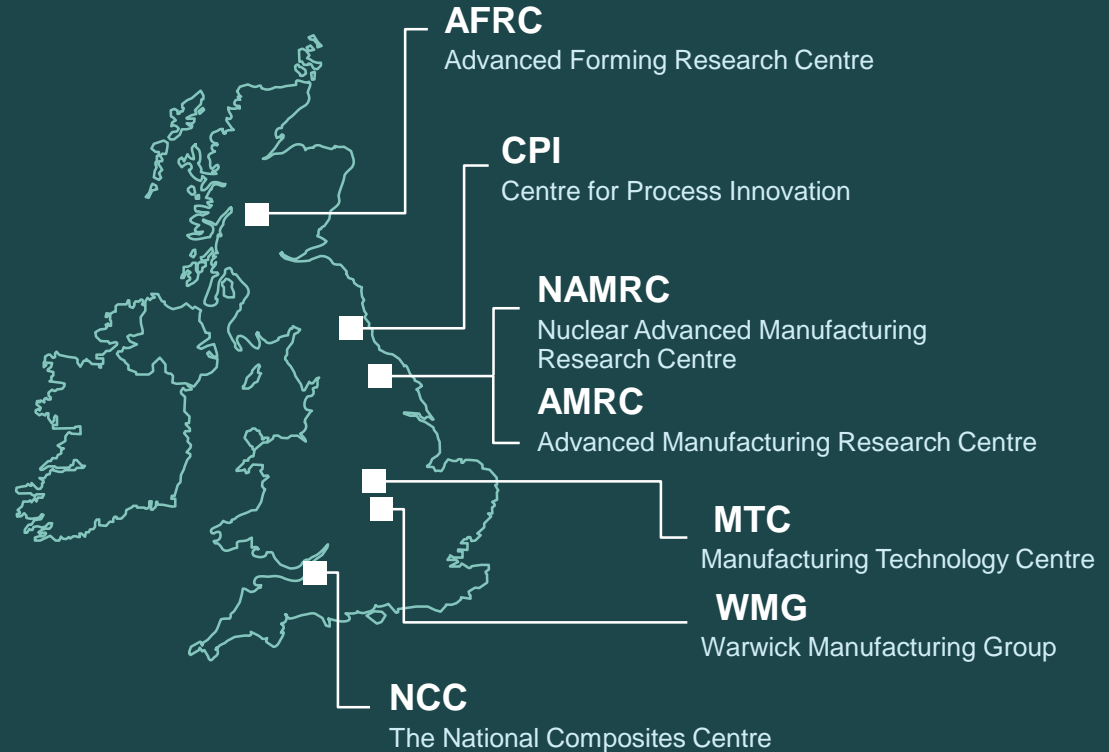 AFRC
Advanced Forming Research Centre
CPI
Centre for Process Innovation
NAMRC
Nuclear Advanced Manufacturing
Research Centre
AMRC
Advanced Manufacturing Research Centre
MTC
Manufacturing Technology Centre
WMG
Warwick Manufacturing Group
NCC
The National Composites Centre